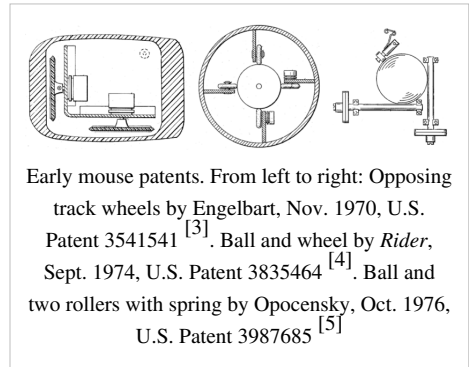 Early mouse patents. From left to right: Opposing
track wheels by Engelbart, Nov. 1970, U.S.
Patent 3541541 [3]. Ball and wheel by Rider,
Sept. 1974, U.S. Patent 3835464 [4]. Ball and
two rollers with spring by Opocensky, Oct. 1976,
U.S. Patent 3987685 [5]